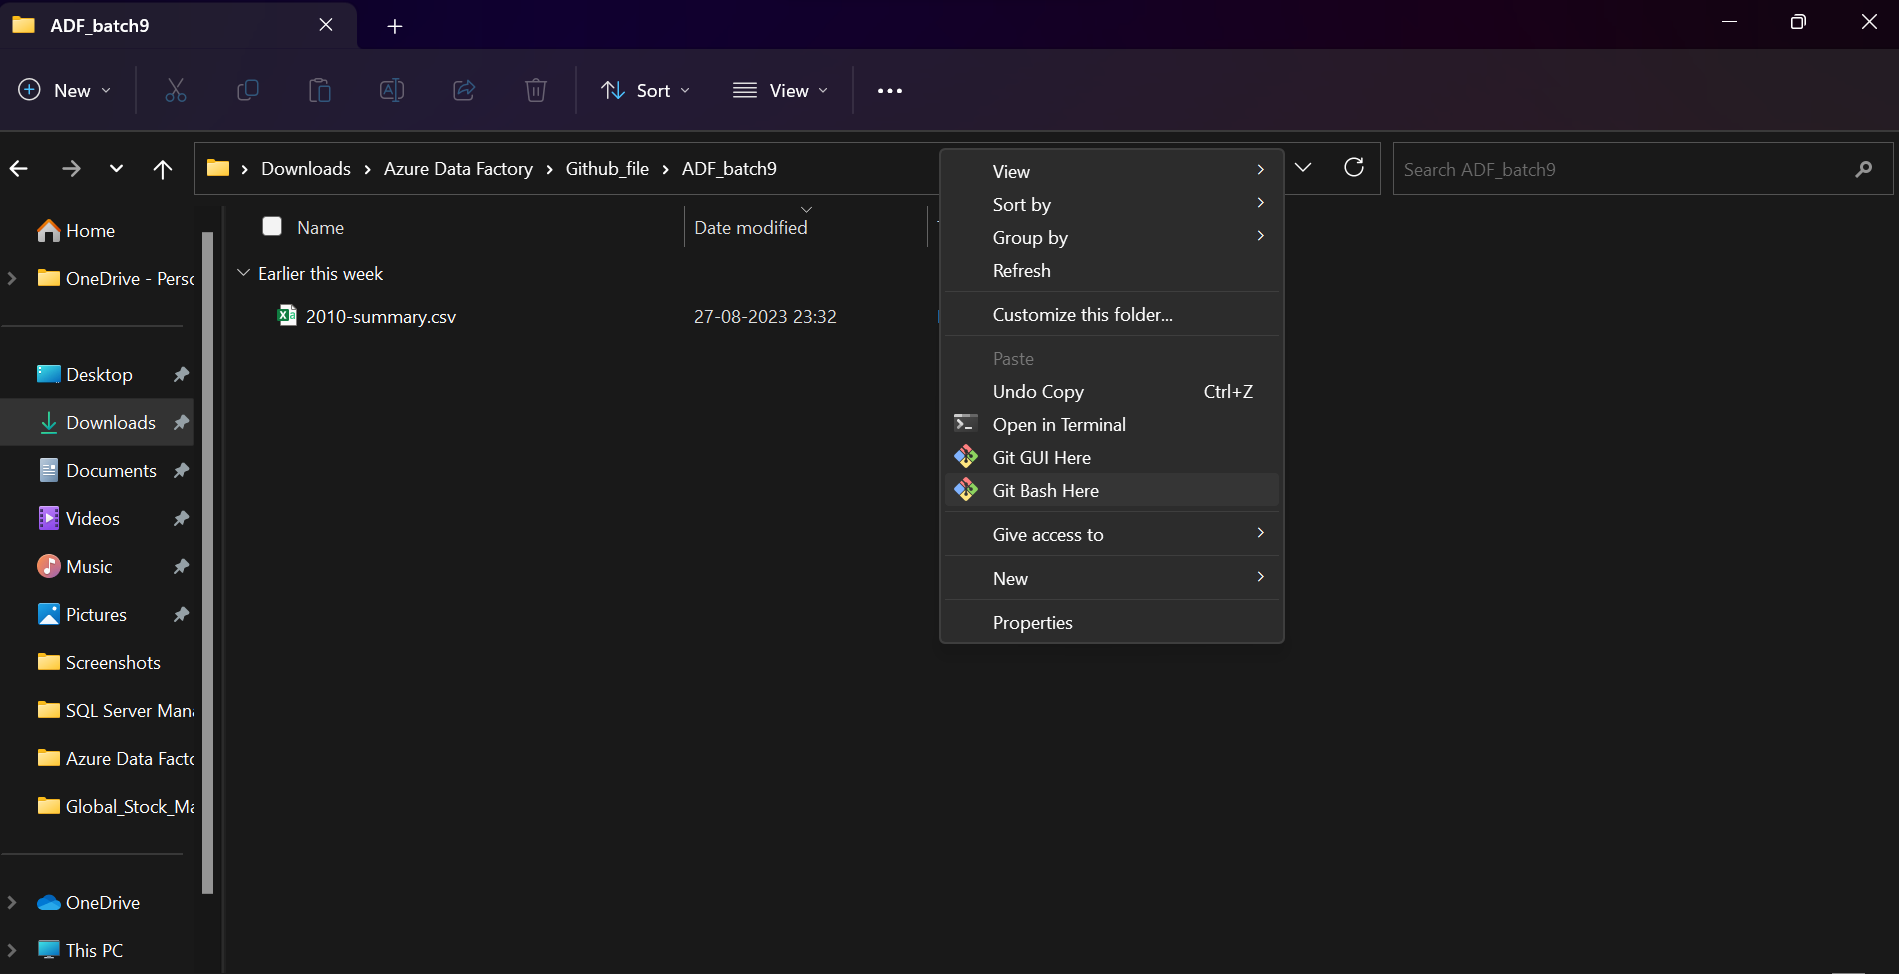 ADF_batch9
New
Sort
View
Downloads > Azure Data Factory > Github_file > ADF_batch9
Search ADF_batch9
Home
OneDrive - Perso
Desktop
Downloads
Documents
Videos
Music
Pictures
Screenshots
SQL Server Man
Azure Data Facto
Global_Stock_Ma
OneDrive
This PC
Name
Date modified
Earlier this week
2010-summary.csv
27-08-2023 23:32
View
Sort by
Group by
Refresh
Customize this folder...
Paste
Undo Copy Ctrl+Z
Open in Terminal
Git GUI Here
Git Bash Here
Give access to
New
Properties